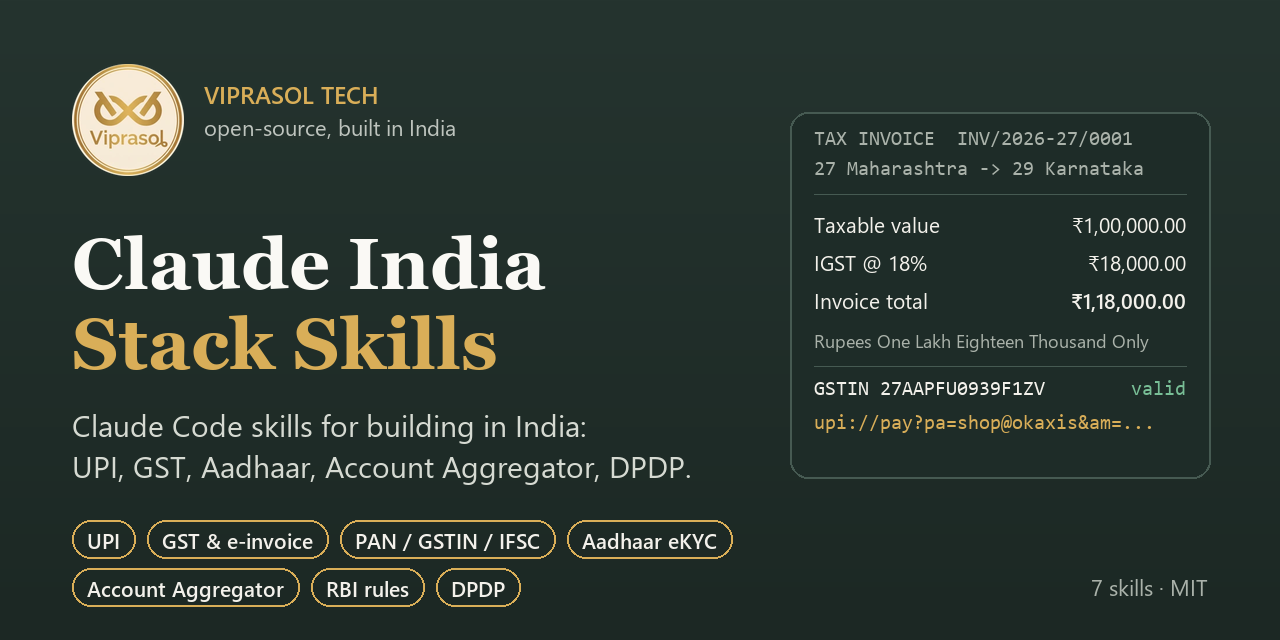 Viprasol
VIPRASOL TECH
open-source, built in India
Claude India
Stack Skills
Claude Code skills for building in India:
UPI, GST, Aadhaar, Account Aggregator, DPDP.
UPI
GST & e-invoice
PAN / GSTIN / IFSC
Aadhaar eKYC
Account Aggregator
RBI rules
DPDP
TAX INVOICE  INV/2026-27/0001
27 Maharashtra -> 29 Karnataka
Taxable value ₹1,00,000.00
IGST @ 18% ₹18,000.00
Invoice total ₹1,18,000.00
Rupees One Lakh Eighteen Thousand Only
GSTIN 27AAPFU0939F1ZV valid
upi://pay?pa=shop@okaxis&am=...
7 skills · MIT